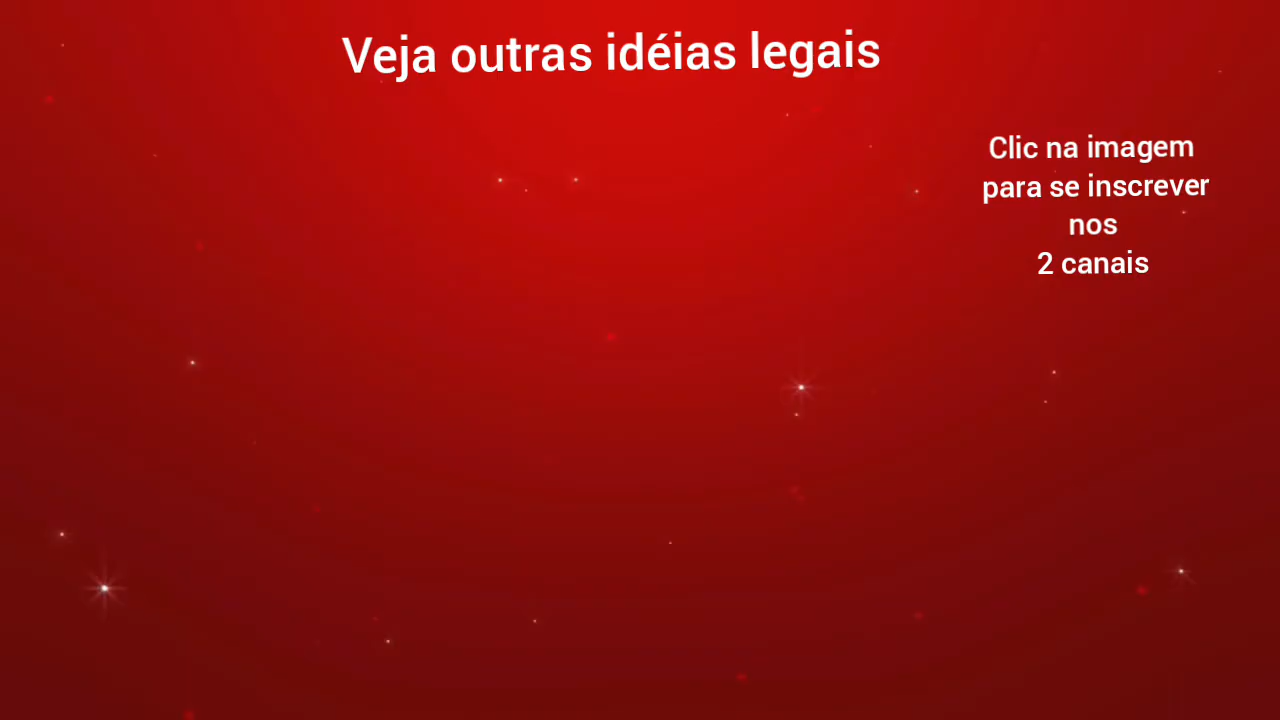 Veja outras idéias legais
Clic na imagem
para se inscrever
nos
2 canais